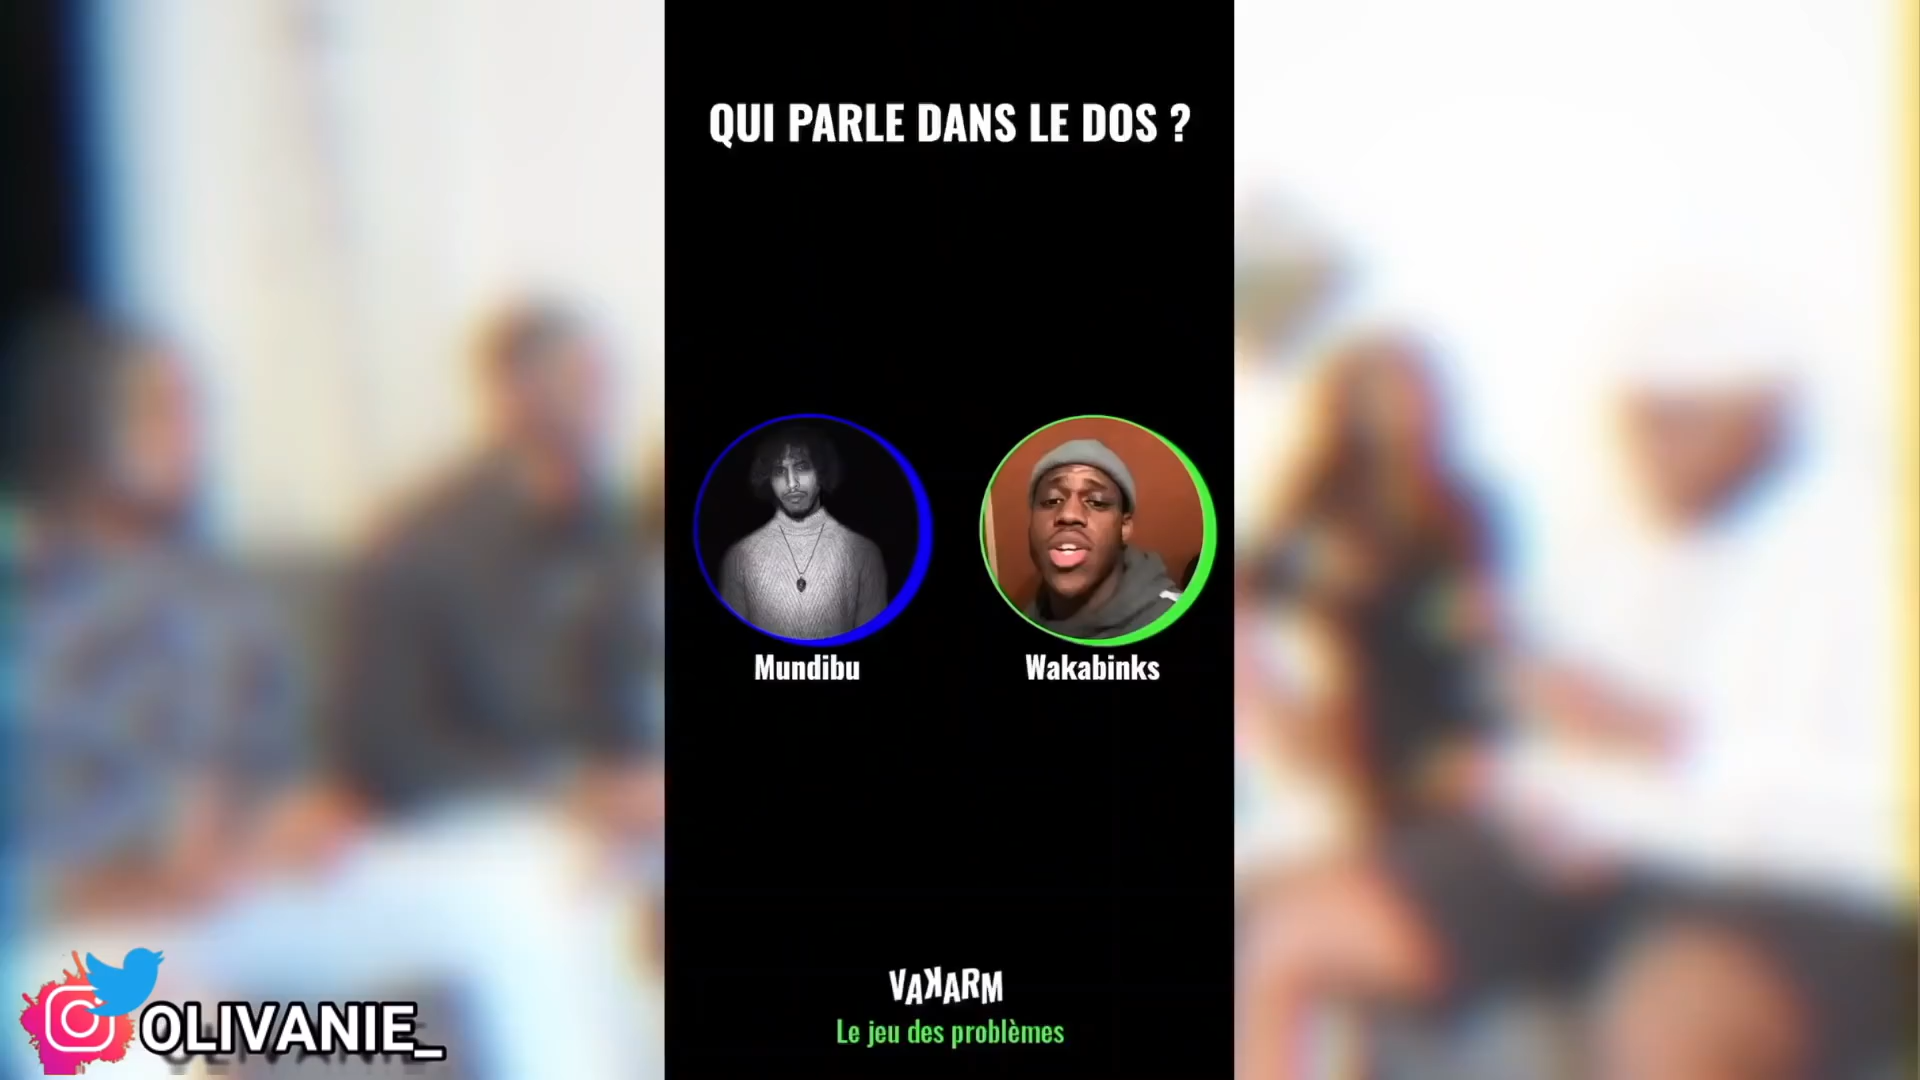 QUI PARLE DANS LE DOS ?
Mundibu
Wakabinks
VAKARM
Le jeu des problèmes
OLIVANIE_